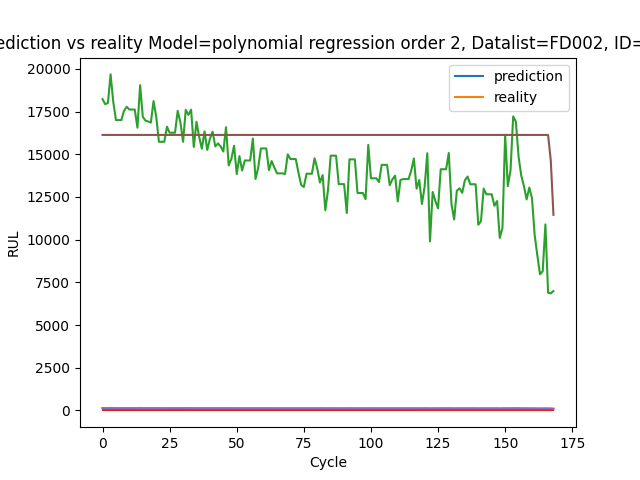 ediction vs reality Model=polynomial regression order 2, Datalist=FD002, ID=
prediction
reality
RUL
20000
17500
15000
12500
10000
7500
5000
2500
0
0 25 50 75 100 125 150 175
Cycle